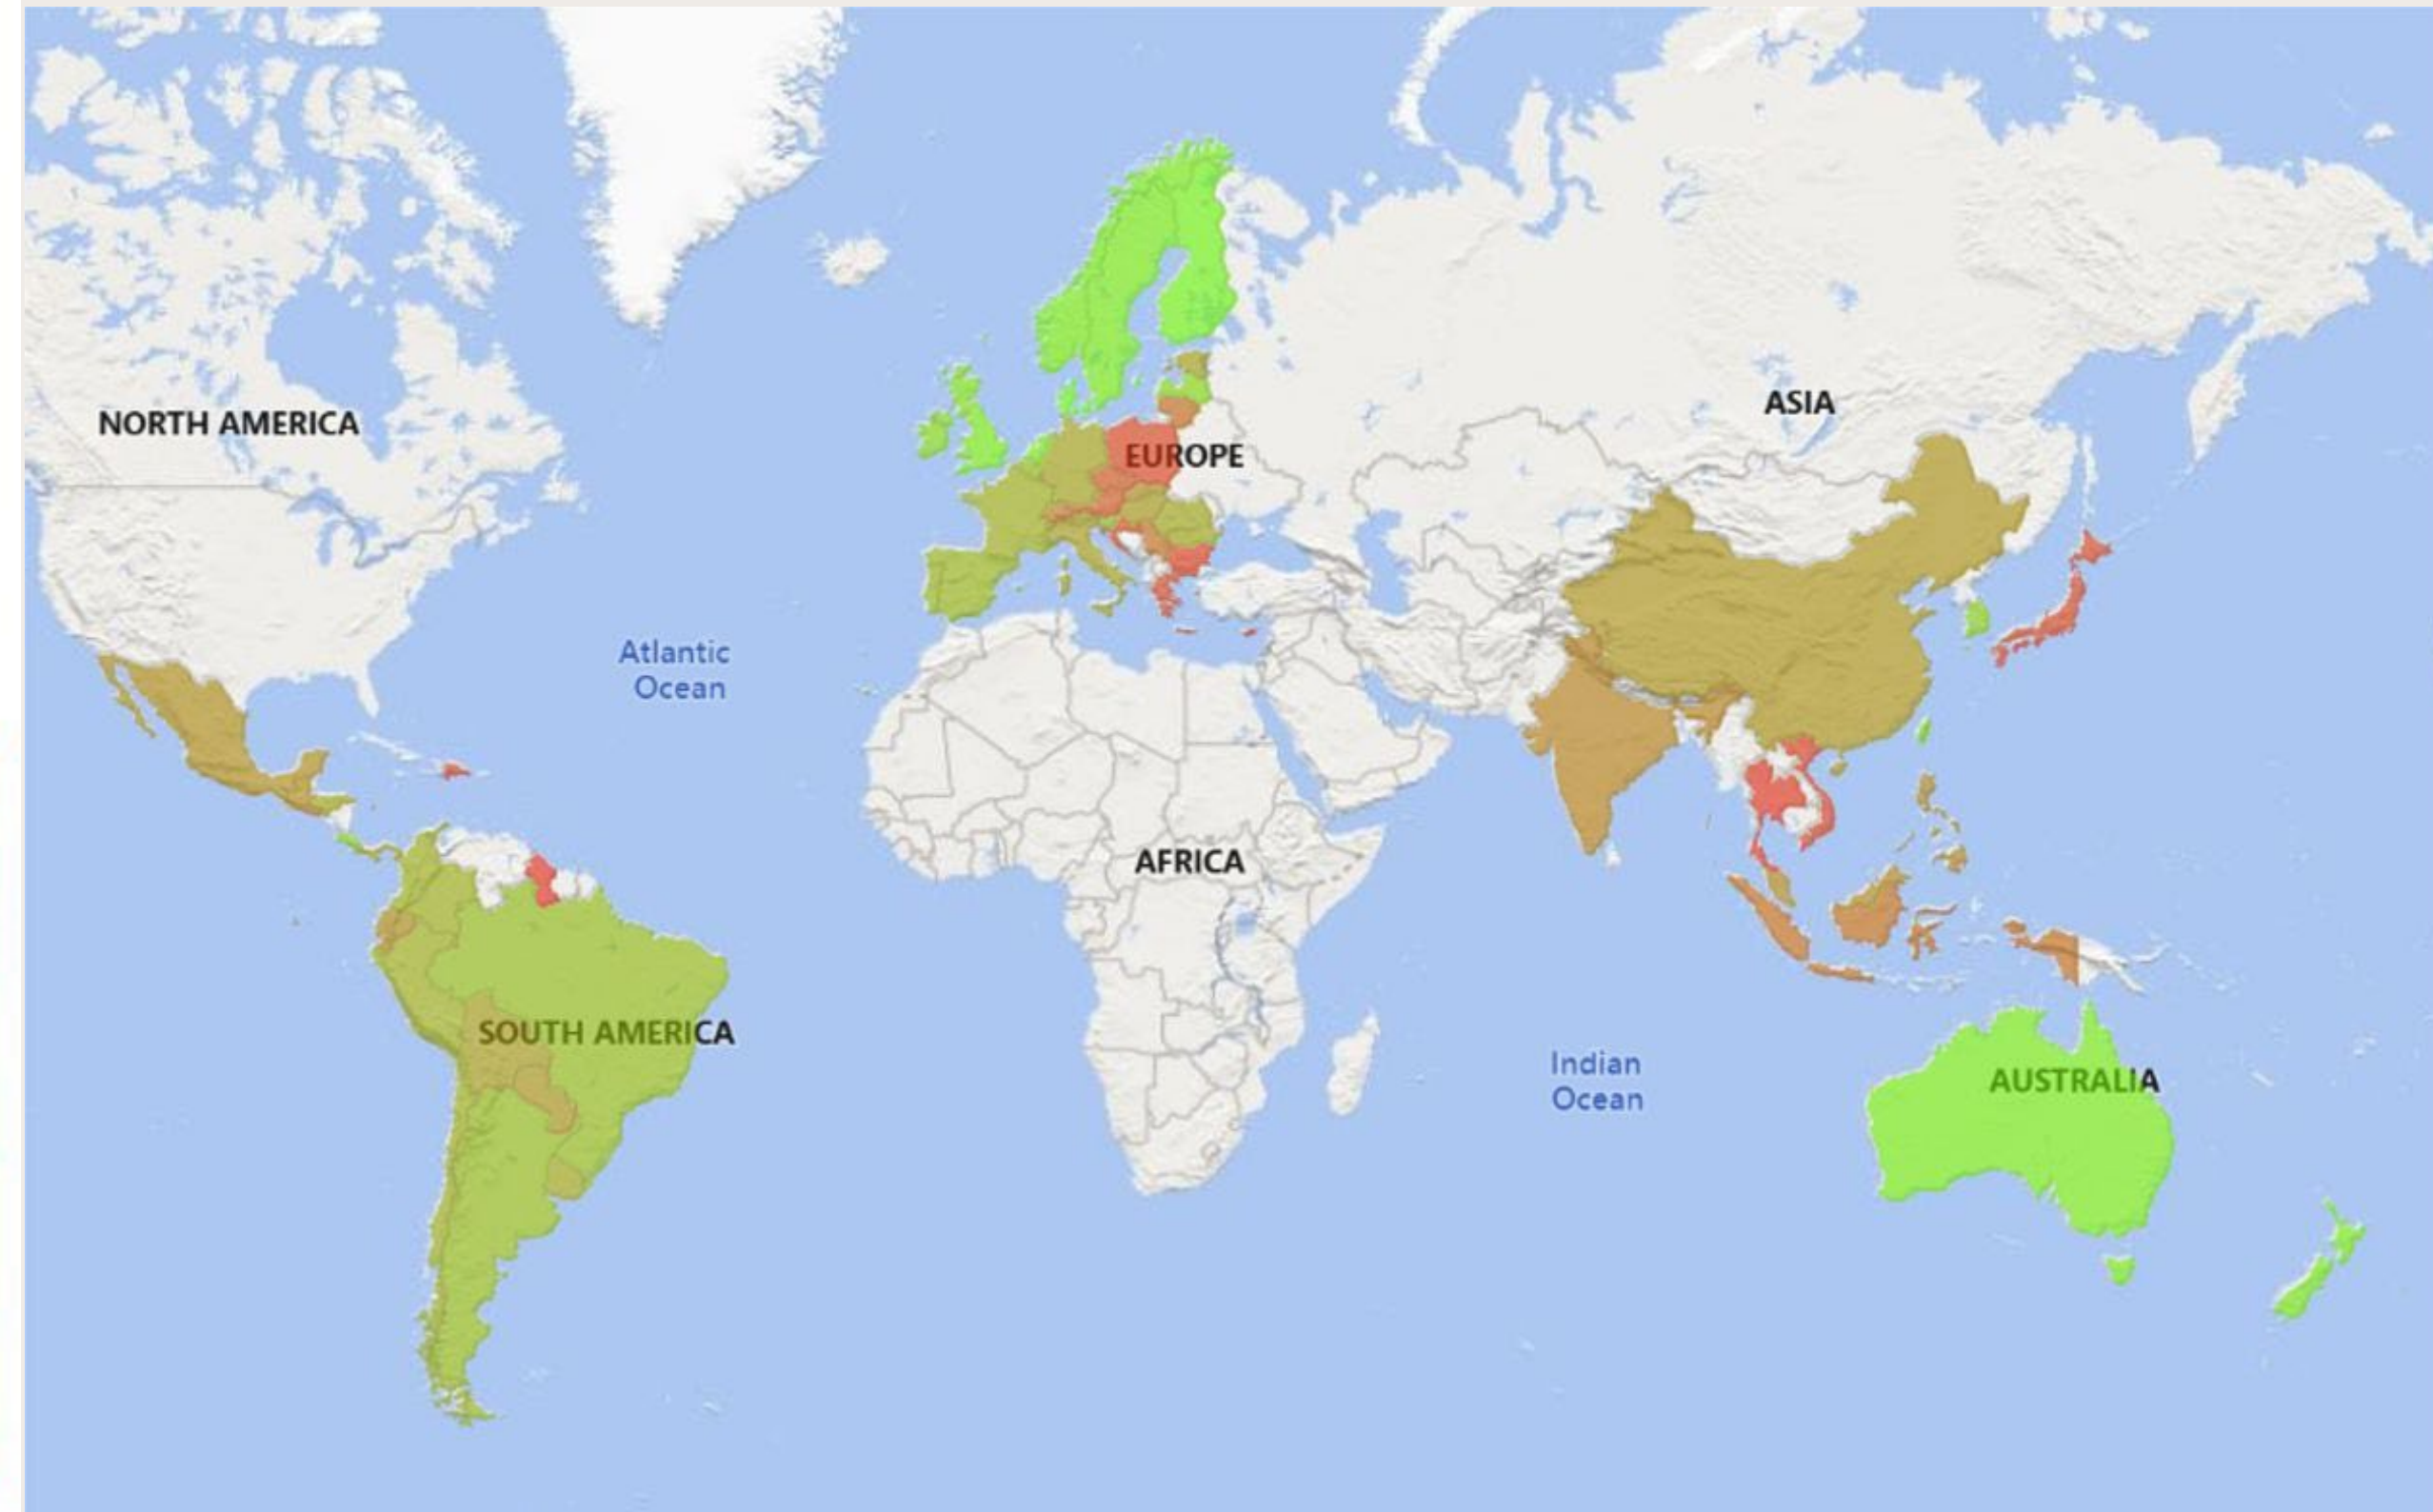 ASIA
NORTH AMERICA
EUROPE
Atlantic
Ocean
AFRICA
SOUTH AMERICA
Indian
Ocean
AUSTRALIA